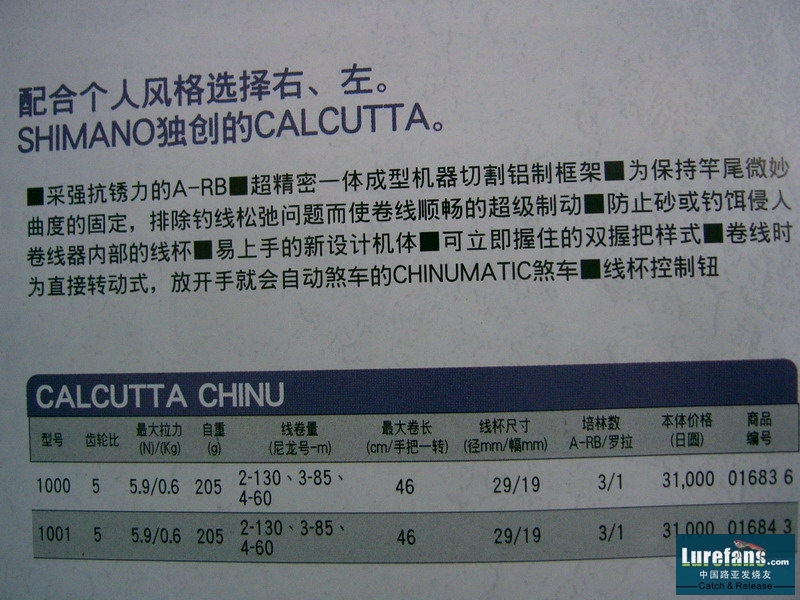 配合个人风格选择右、左。
SHIMANO独创的CALCUTTA。
■采强抗锈力的A-RB■超精密一体成型机器切割铝制框架■为保持竿尾微妙
曲度的固定，排除钓线松弛问题而使卷线顺畅的超级制动■防止砂或钓饵侵人
卷线器内部的线杯■易上手的新设计机体■可立即握住的双握把样式■卷线时
为直接转动式，放开手就会自动煞车的CHINUMATIC煞车■线杯控制钮
CALCUTTA CHINU
型号 齿轮比 最大拉力 (N)/(Kg) 自重 (g) 线卷量 (尼龙号-m) 最大卷长 (cm/手把一转) 线杯尺寸 (径mm/幅mm) 培林数 A-RB/罗拉 本体价格 (日圆) 商品 编号
1000 5 5.9/0.6 205 2-130、3-85、 4-60 46 29/19 3/1 31,000 01683 6
1001 5 5.9/0.6 205 2-130、3-85、 4-60 46 29/19 3/1 31,000 01684 3
Lurefans.com
中国路亚发烧友
Catch & Release